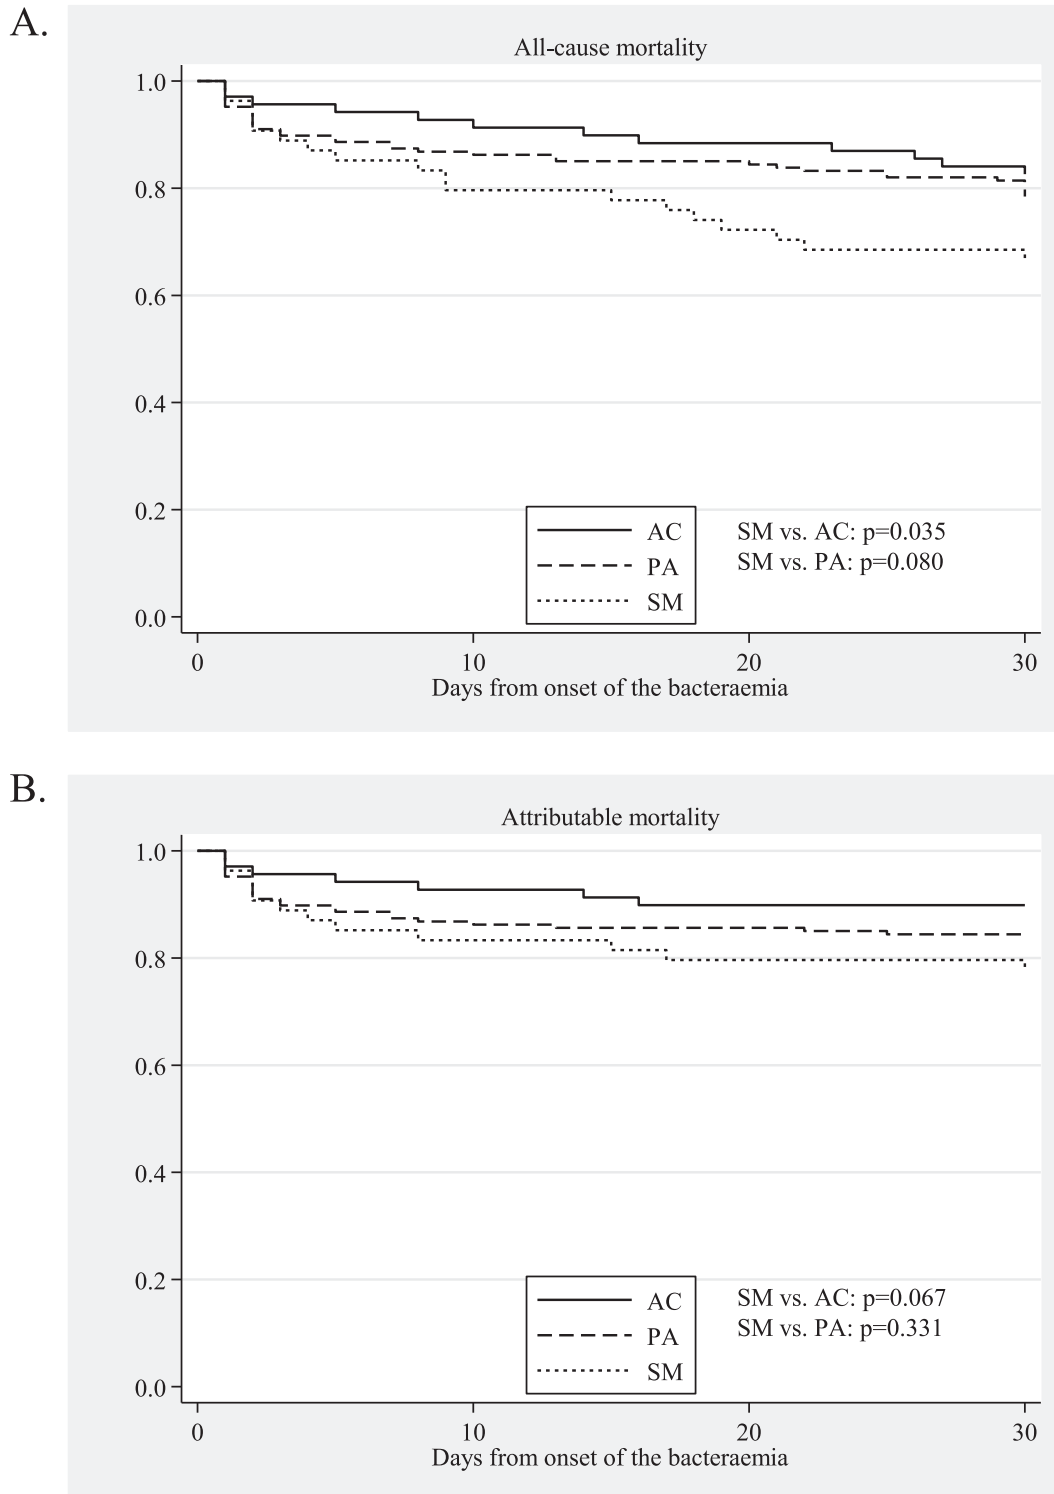 A.
All-cause mortality
1.0
0.8
0.6
0.4
0.2
0.0
AC
PA
SM
SM vs. AC: p=0.035
SM vs. PA: p=0.080
0 10 20 30
Days from onset of the bacteraemia
B.
Attributable mortality
1.0
0.8
0.6
0.4
0.2
0.0
AC
PA
SM
SM vs. AC: p=0.067
SM vs. PA: p=0.331
0 10 20 30
Days from onset of the bacteraemia